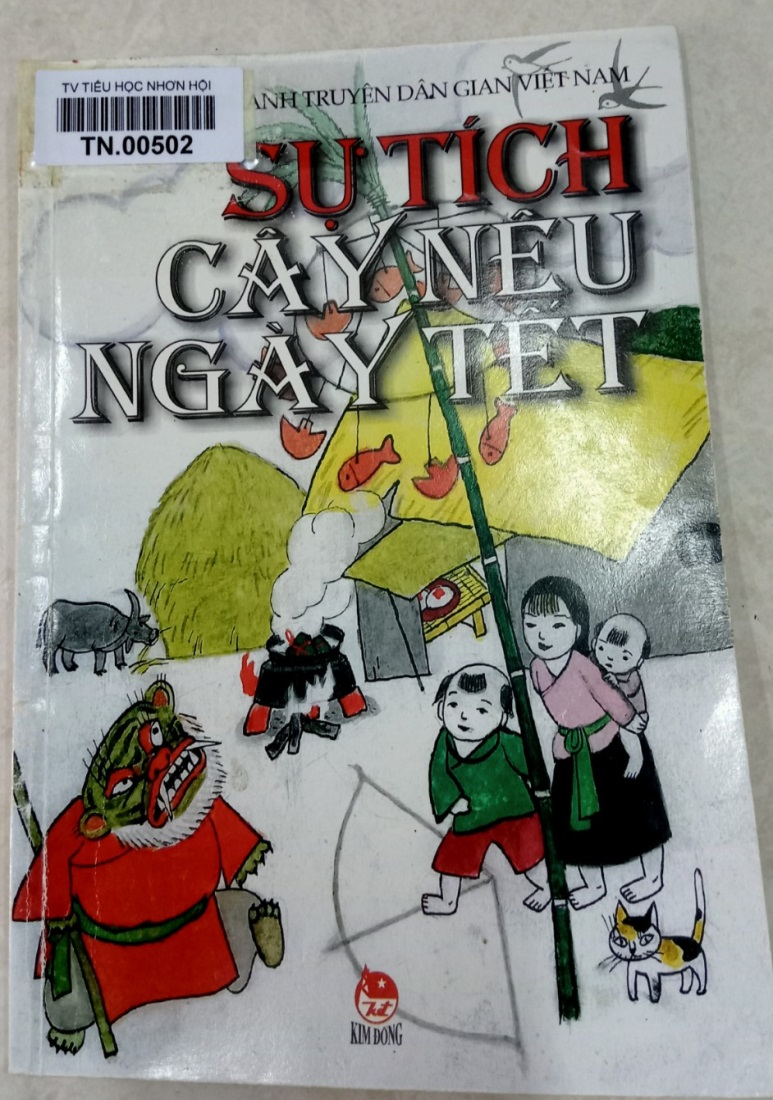 TV TIỂU HỌC NHƠN HỘI
TN.00502
ANH TRUYỆN DÂN GIAN VIỆT NAM
SỰ TÍCH
CÂY NÊU
NGÀY TẾT
KIM ĐỒNG